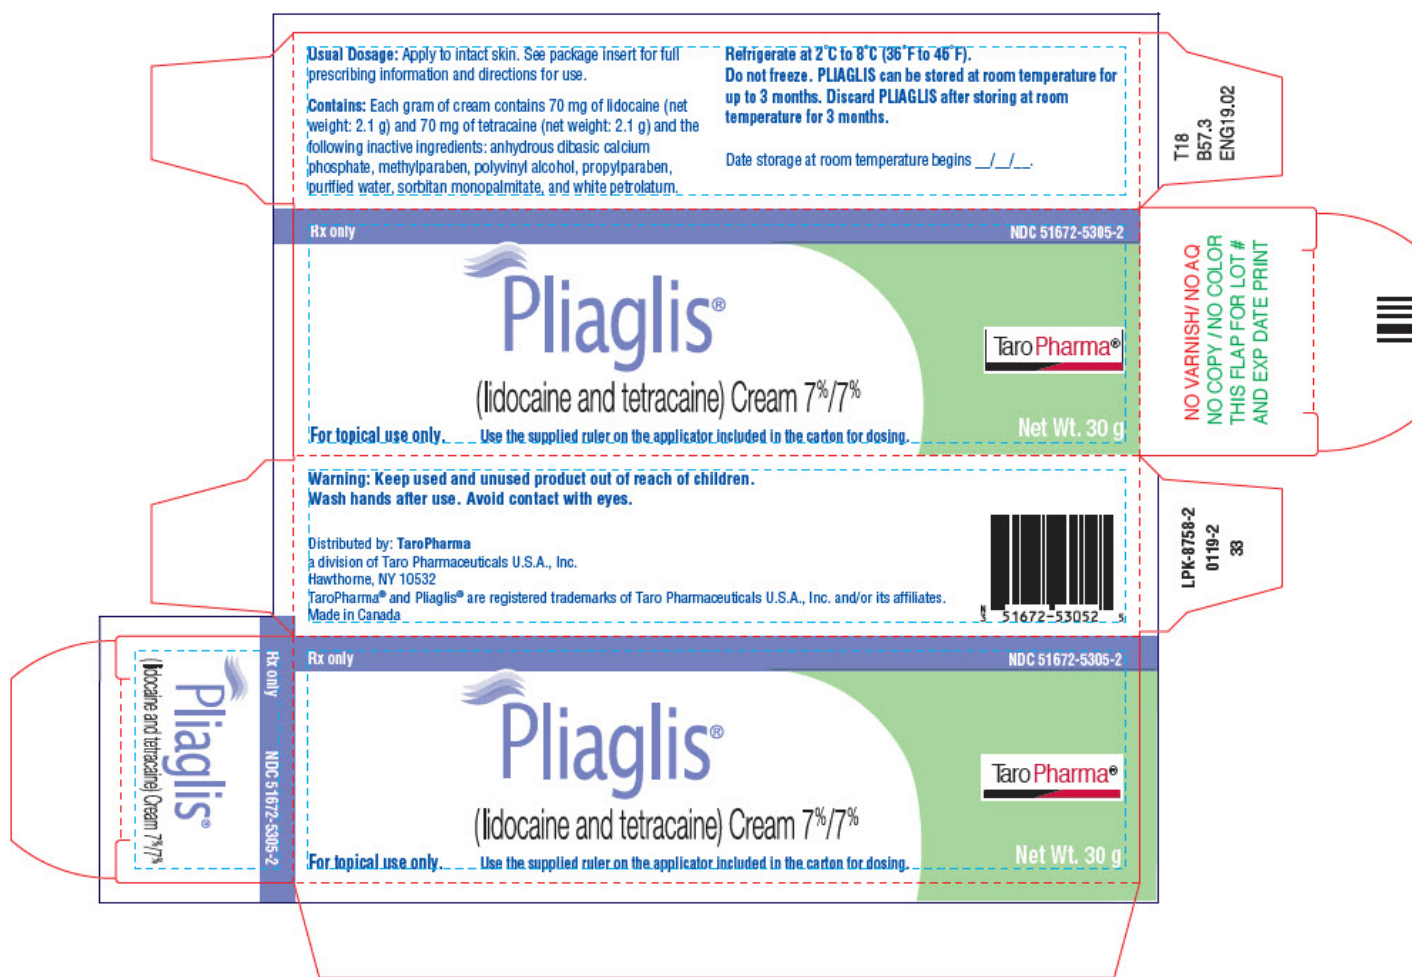 Usual Dosage: Apply to intact skin. See package insert for full
prescribing information and directions for use.
Contains: Each gram of cream contains 70 mg of lidocaine (net
weight: 2.1 g) and 70 mg of tetracaine (net weight: 2.1 g) and the
following inactive ingredients: anhydrous dibasic calcium
phosphate, methylparaben, polyvinyl alcohol, propylparaben,
purified water, sorbitan monopalmitate, and white petrolatum.
Refrigerate at 2°C to 8°C (36°F to 46°F).
Do not freeze. PLIAGLIS can be stored at room temperature for
up to 3 months. Discard PLIAGLIS after storing at room
temperature for 3 months.
Date storage at room temperature begins __/__/__.
T18
B57.3
ENG19.02
Rx only
NDC 51672-5305-2
Pliaglis®
(lidocaine and tetracaine) Cream 7%/7%
TaroPharma®
For topical use only.
Use the supplied ruler on the applicator included in the carton for dosing.
Net Wt. 30 g
NO VARNISH/ NO AQ
NO COPY / NO COLOR
THIS FLAP FOR LOT #
AND EXP DATE PRINT
Warning: Keep used and unused product out of reach of children.
Wash hands after use. Avoid contact with eyes.
Distributed by: TaroPharma
a division of Taro Pharmaceuticals U.S.A., Inc.
Hawthorne, NY 10532
TaroPharma® and Pliaglis® are registered trademarks of Taro Pharmaceuticals U.S.A., Inc. and/or its affiliates.
Made in Canada
N 3 51672-53052 5
LPK-8758-2
0119-2
33
Rx only
NDC 51672-5305-2
Pliaglis®
(lidocaine and tetracaine) Cream 7%/7%
Rx only
NDC 51672-5305-2
Pliaglis®
(lidocaine and tetracaine) Cream 7%/7%
TaroPharma®
For topical use only.
Use the supplied ruler on the applicator included in the carton for dosing.
Net Wt. 30 g